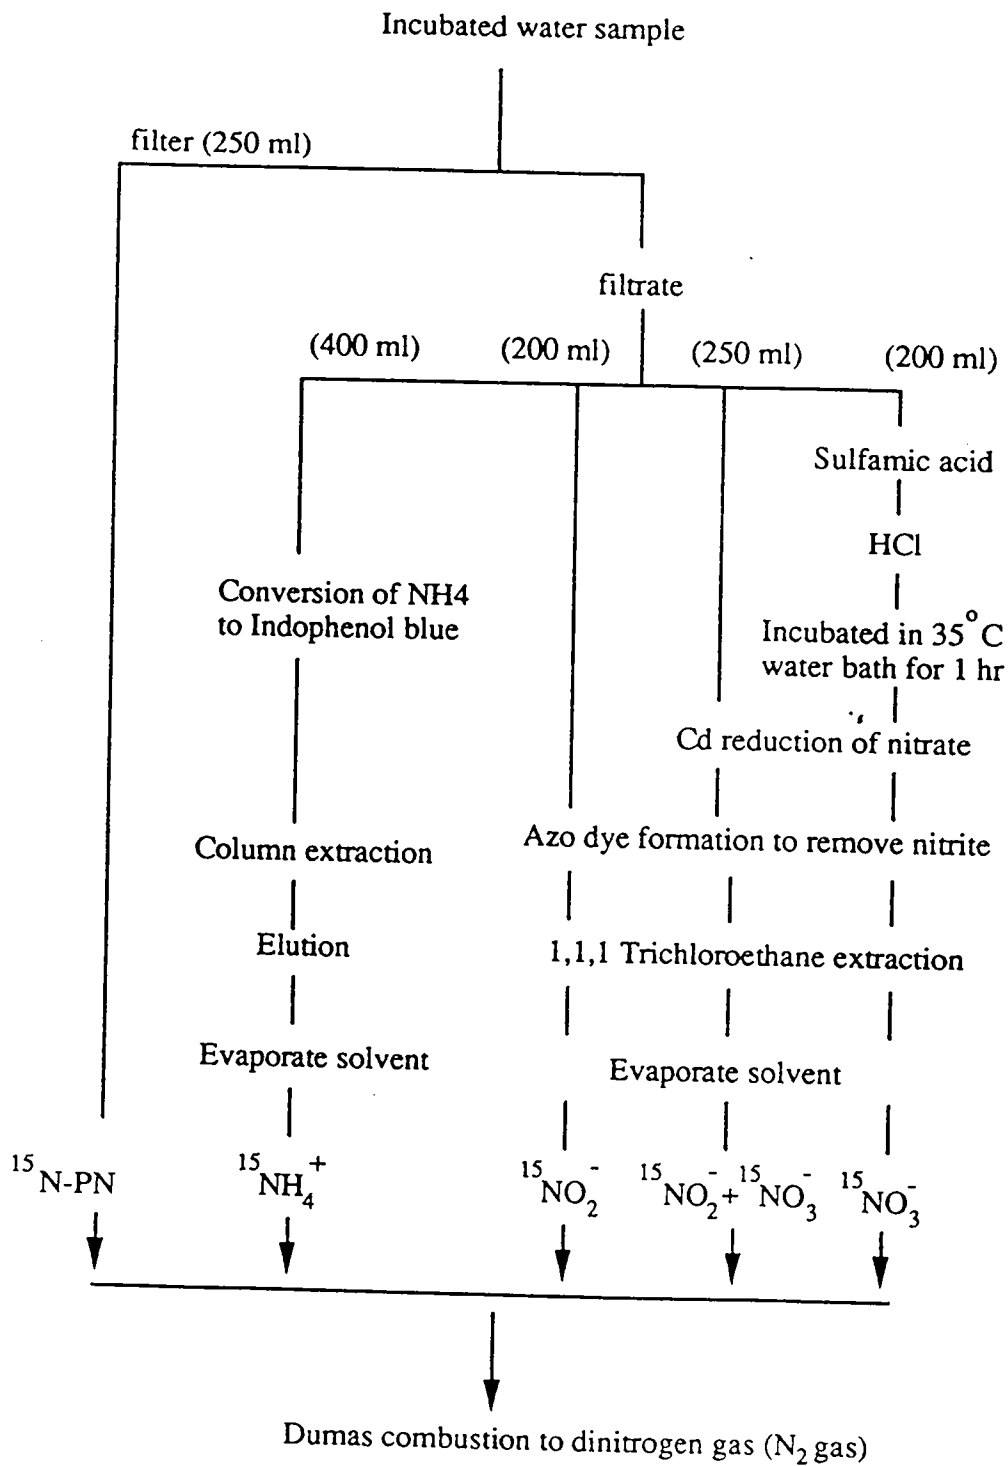 Incubated water sample
filter (250 ml)
filtrate
(400 ml) (200 ml) (250 ml) (200 ml)
Sulfamic acid
HCl
Conversion of NH4
to Indophenol blue
Incubated in 35°C
water bath for 1 hr
Cd reduction of nitrate
Column extraction
Azo dye formation to remove nitrite
Elution
1,1,1 Trichloroethane extraction
Evaporate solvent
Evaporate solvent
¹⁵N-PN
¹⁵NH₄⁺
¹⁵NO₂⁻
¹⁵NO₂⁻+ ¹⁵NO₃⁻
¹⁵NO₃⁻
Dumas combustion to dinitrogen gas (N₂ gas)